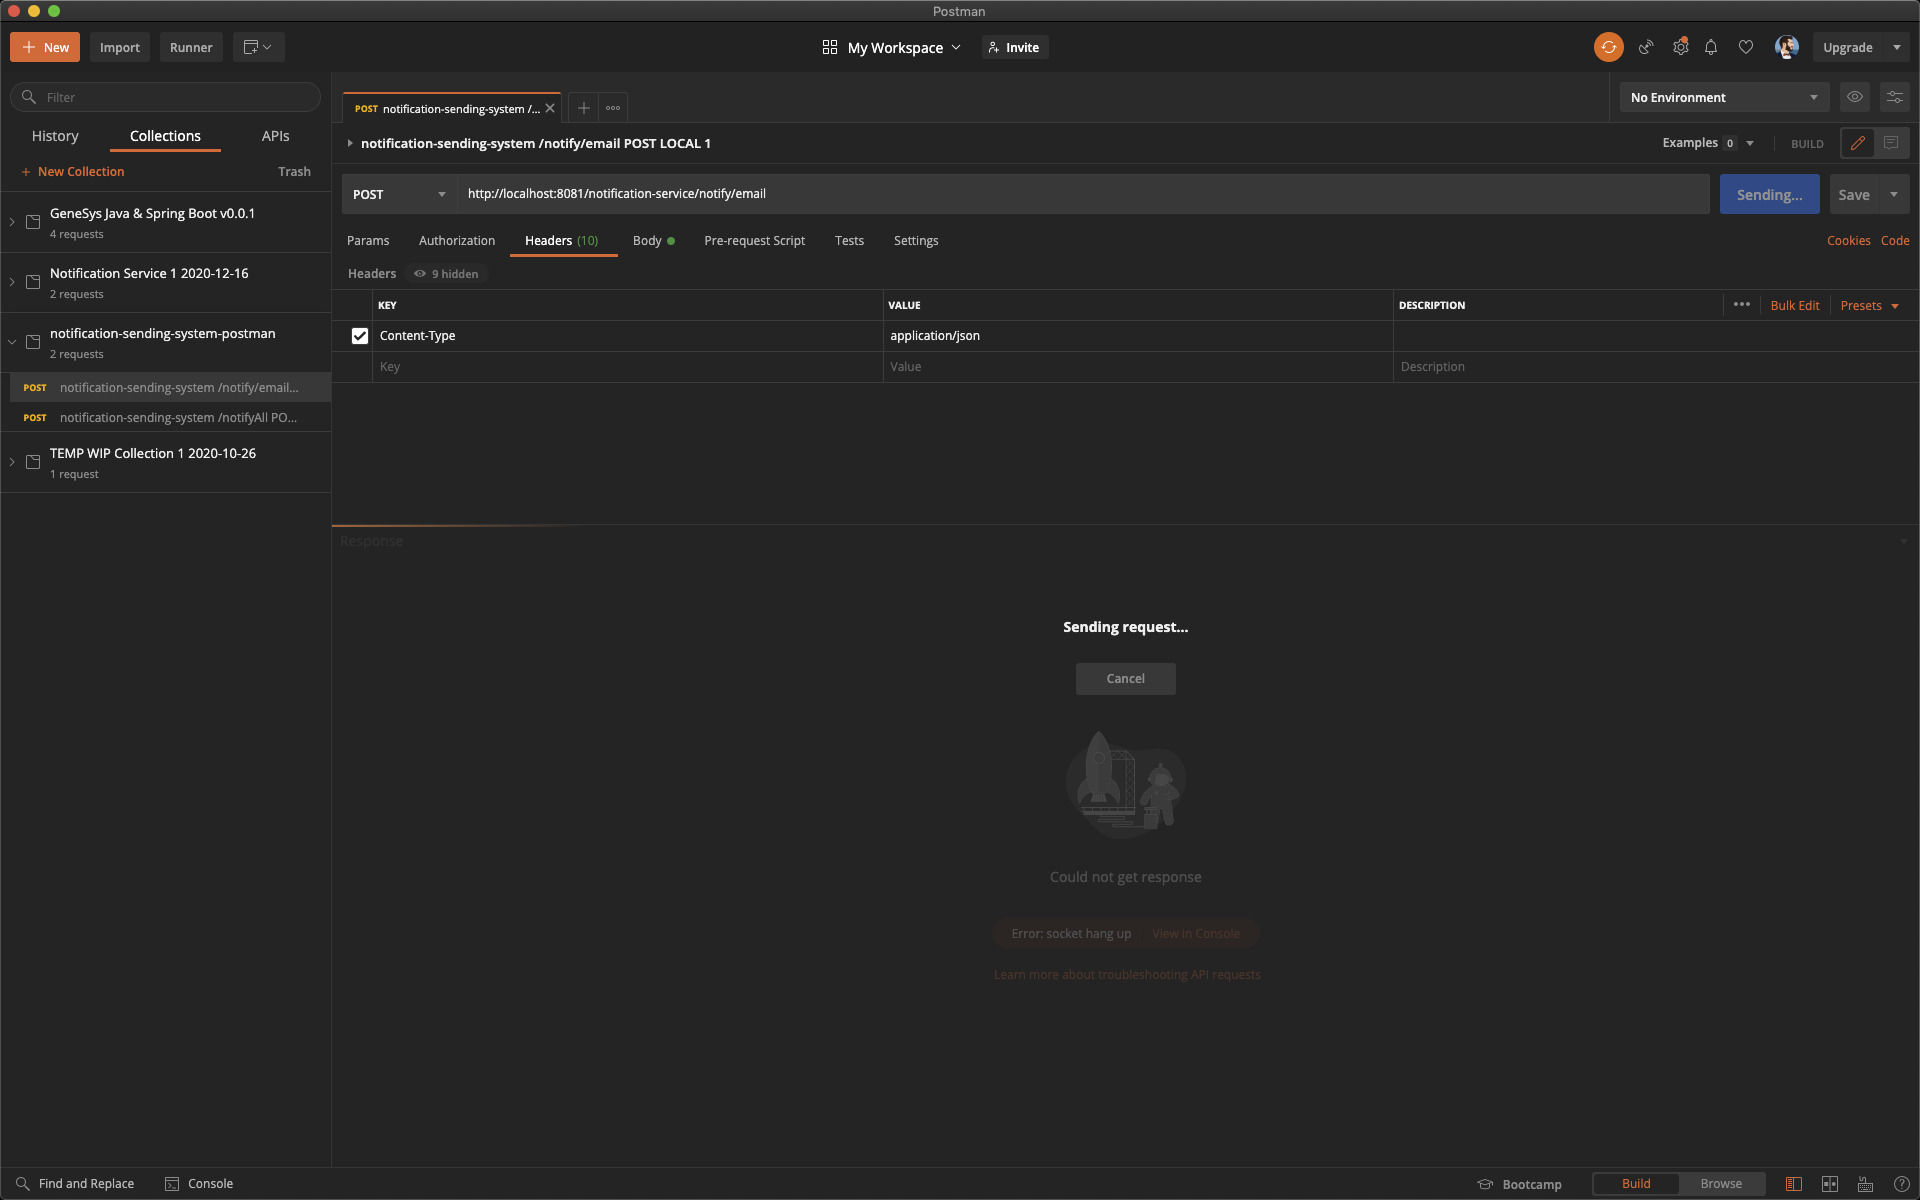 Postman
New
Import
Runner
My Workspace
Invite
Upgrade
Filter
History
Collections
APIs
+ New Collection
Trash
GeneSys Java & Spring Boot v0.0.1
4 requests
Notification Service 1 2020-12-16
2 requests
notification-sending-system-postman
2 requests
POST notification-sending-system /notify/email...
POST notification-sending-system /notifyAll PO...
TEMP WIP Collection 1 2020-10-26
1 request
POST notification-sending-system /...
No Environment
notification-sending-system /notify/email POST LOCAL 1
Examples 0
BUILD
POST
http://localhost:8081/notification-service/notify/email
Sending...
Save
Params
Authorization
Headers (10)
Body
Pre-request Script
Tests
Settings
Cookies
Code
Headers
9 hidden
KEY
VALUE
DESCRIPTION
Bulk Edit
Presets
Content-Type
application/json
Key
Value
Description
Response
Sending request...
Cancel
Could not get response
Error: socket hang up
View in Console
Learn more about troubleshooting API requests
Find and Replace
Console
Bootcamp
Build
Browse